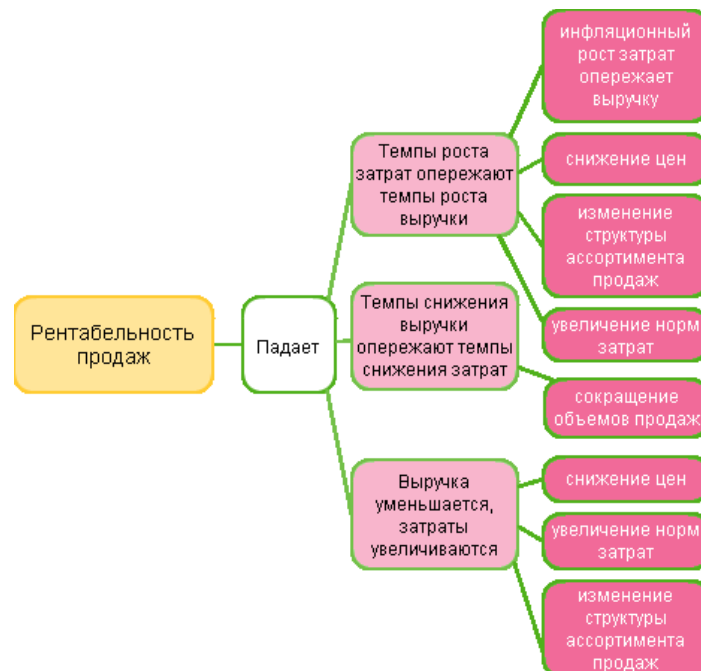 Рентабельность
продаж
Падает
Темпы роста
затрат опережают
темпы роста
выручки
инфляционный
рост затрат
опережает
выручку
снижение цен
изменение
структуры
ассортимента
продаж
увеличение норм
затрат
Темпы снижения
выручки
опережают темпы
снижения затрат
сокращение
объемов продаж
Выручка
уменьшается,
затраты
увеличиваются
снижение цен
увеличение норм
затрат
изменение
структуры
ассортимента
продаж